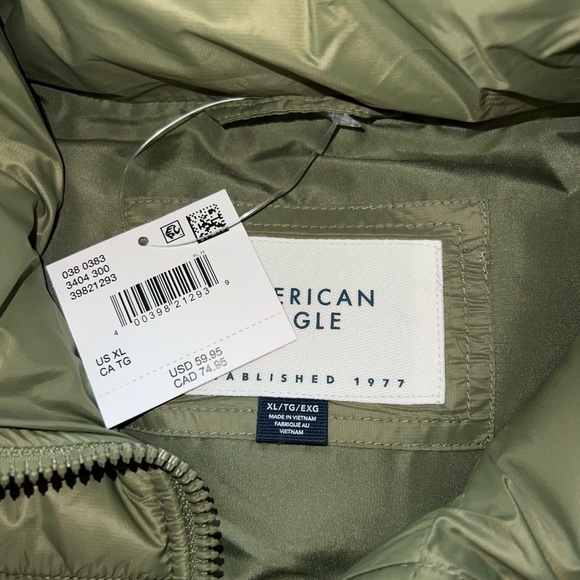 038 0383
3404 300
39821293
4 00398 21293 9
US XL
CA TG
USD 59.95
CAD 74.95
ERICAN
GLE
ABLISHED 1977
XL/TG/EXG
MADE IN VIETNAM
FABRIQUÉ AU
VIETNAM